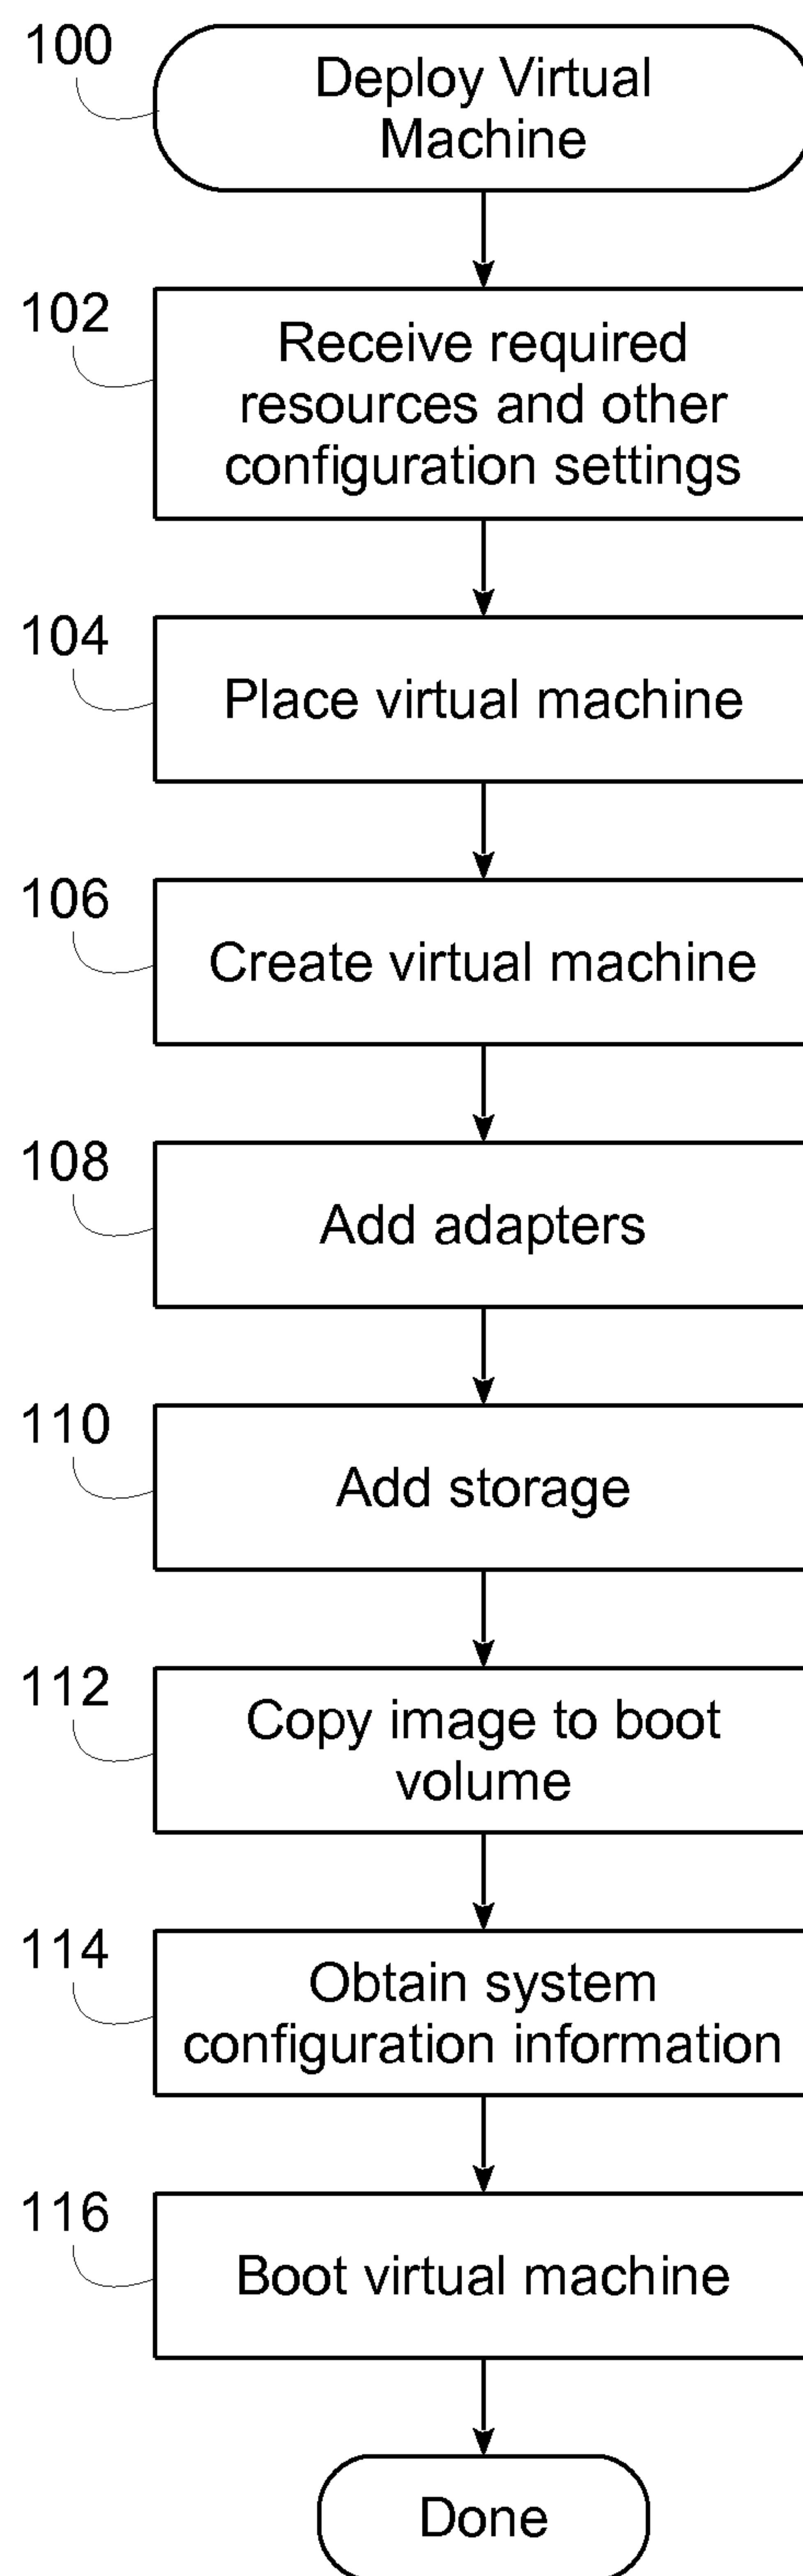 100
Deploy Virtual
Machine
102
Receive required
resources and other
configuration settings
104
Place virtual machine
106
Create virtual machine
108
Add adapters
110
Add storage
112
Copy image to boot
volume
114
Obtain system
configuration information
116
Boot virtual machine
Done